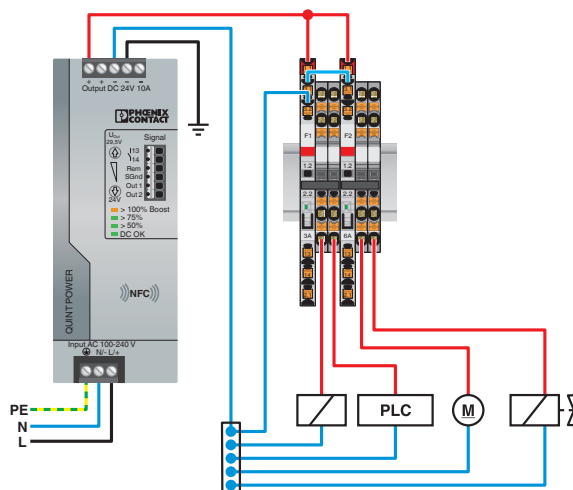 + + − − −
Output DC 24V 10A
PHOENIX
CONTACT
UOut
29,5V
Signal
13
14
Rem
SGnd
Out 1
Out 2
24V
> 100% Boost
> 75%
> 50%
DC OK
NFC
QUINT POWER
Input AC 100-240 V
N/- L/+
PE
N
L
F1
F2
1.2
1.2
2.2
2.2
3A
6A
PLC
M